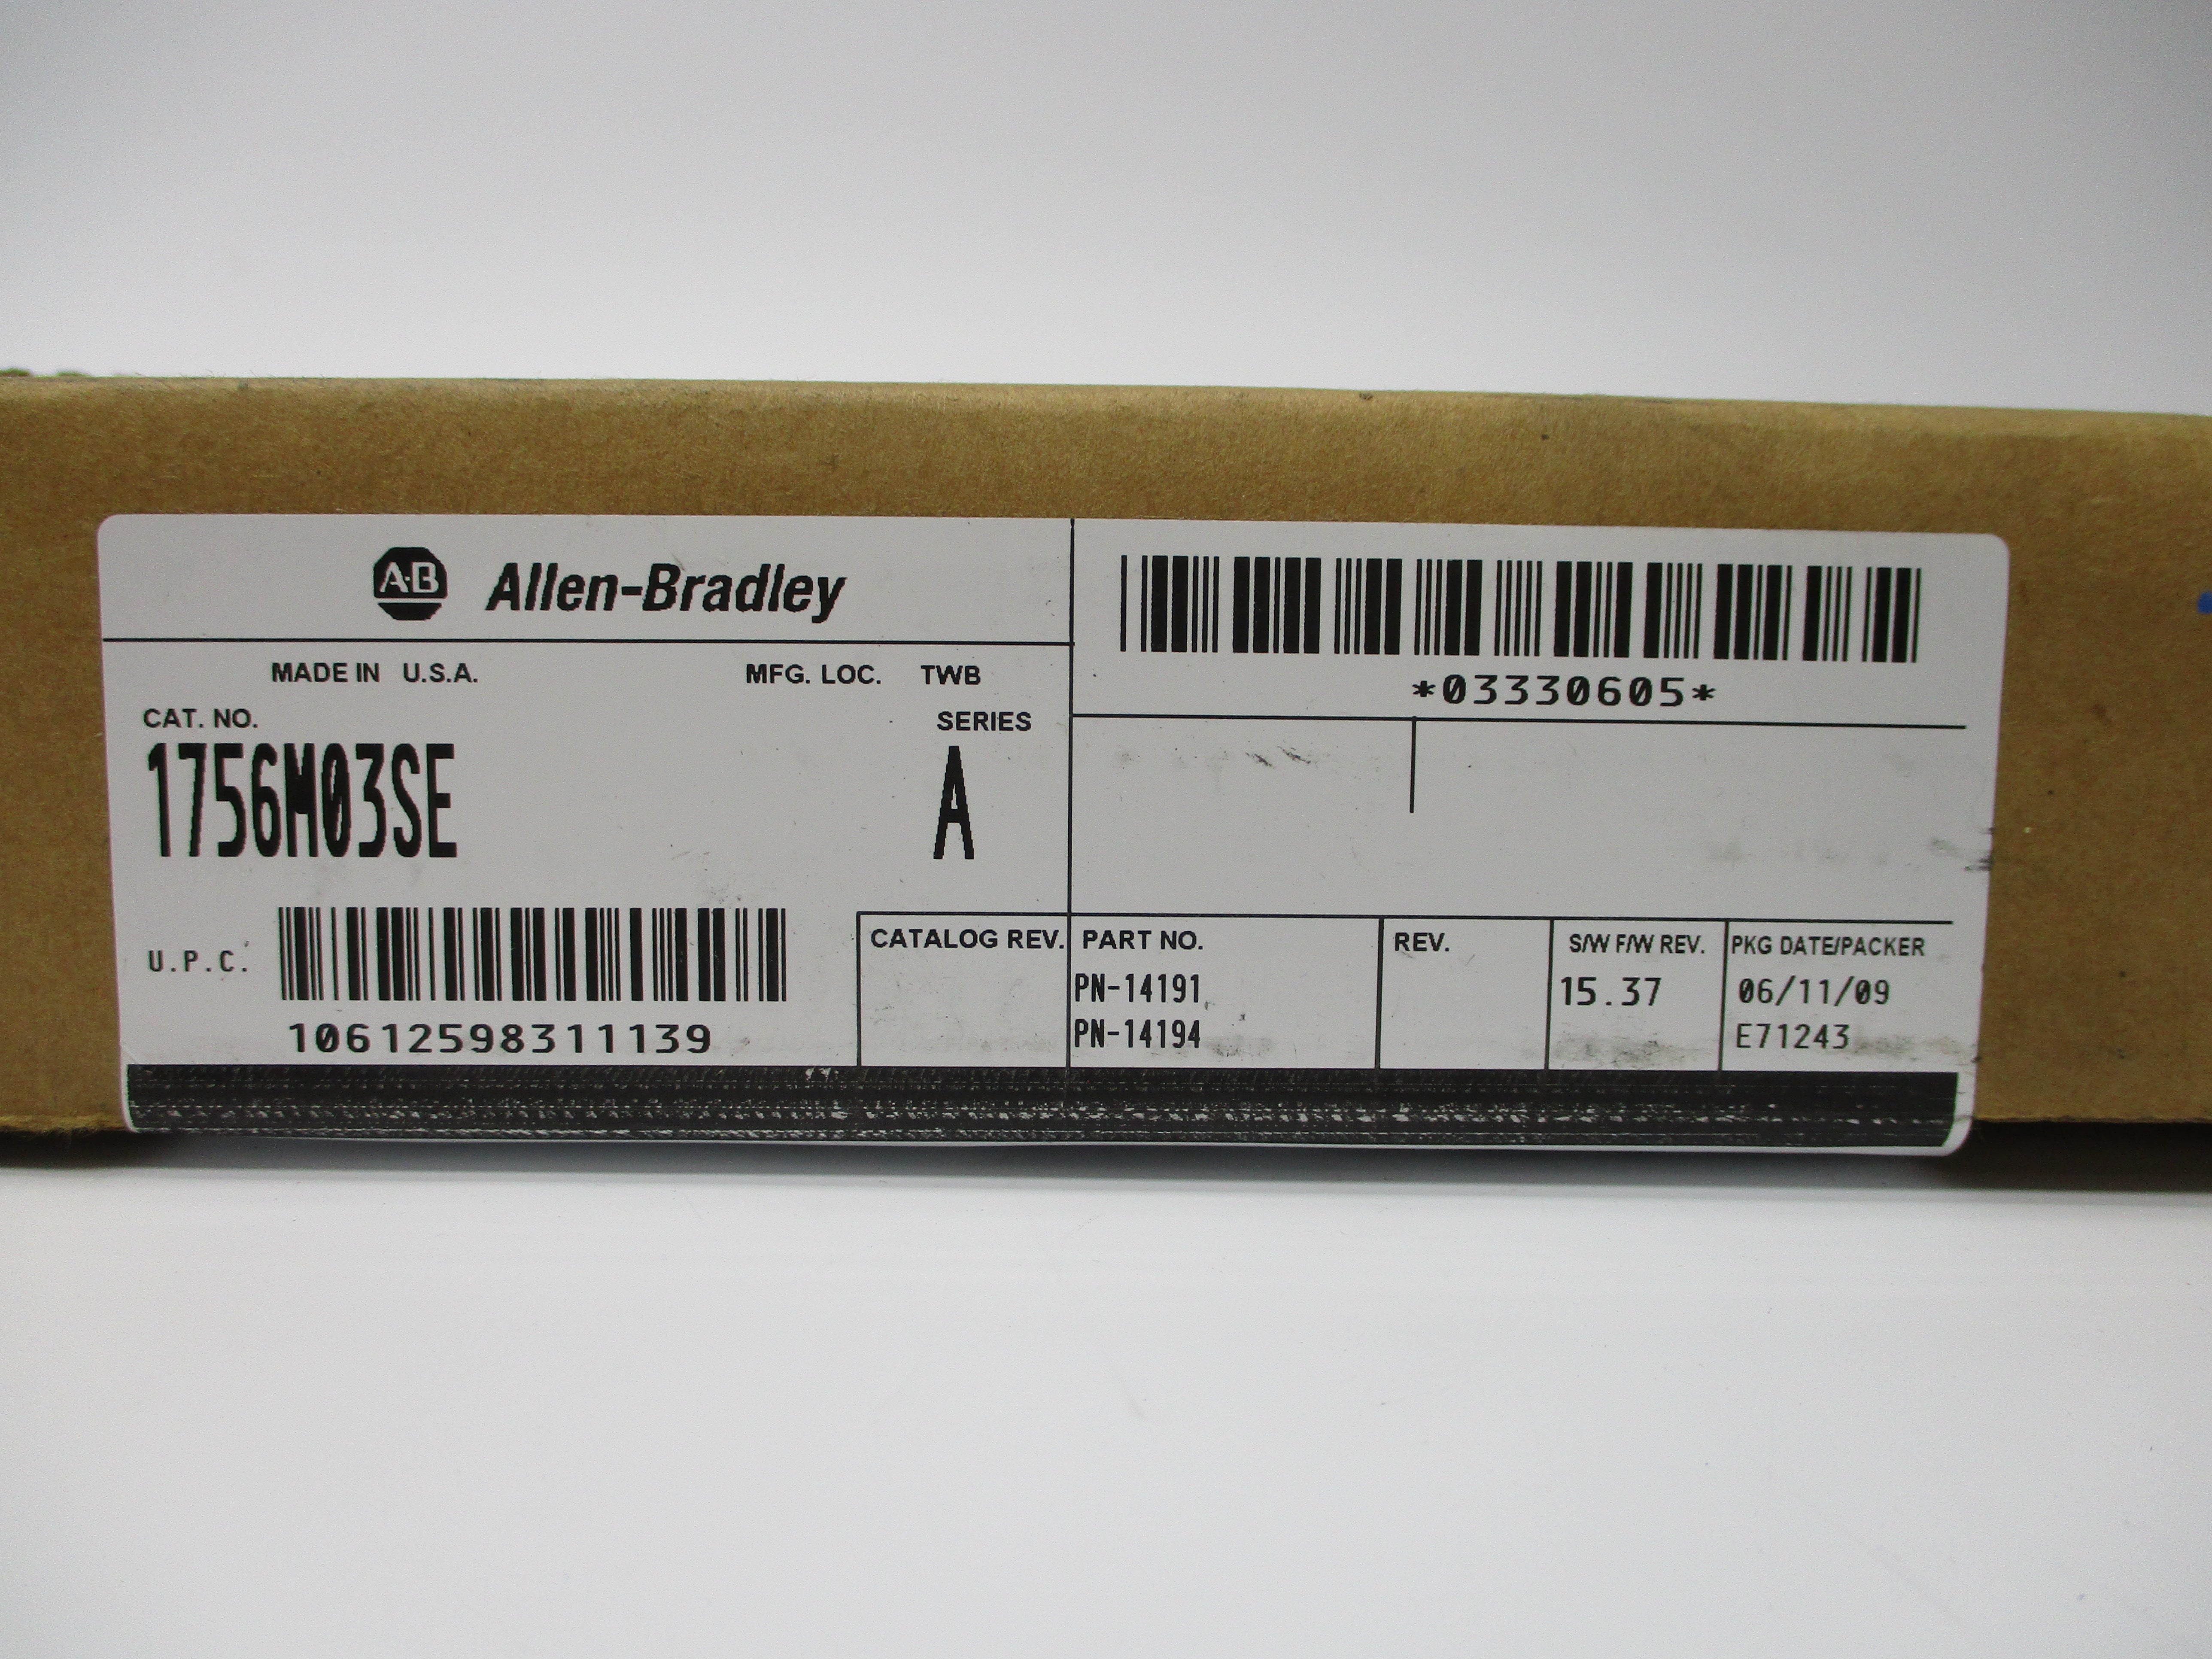 A·B Allen-Bradley
MADE IN U.S.A. MFG. LOC. TWB
CAT. NO. SERIES
1756M03SE A
U.P.C.
10612598311139
*03330605*
CATALOG REV. PART NO. REV. S/W F/W REV. PKG DATE/PACKER
PN-14191 15.37 06/11/09
PN-14194 E71243